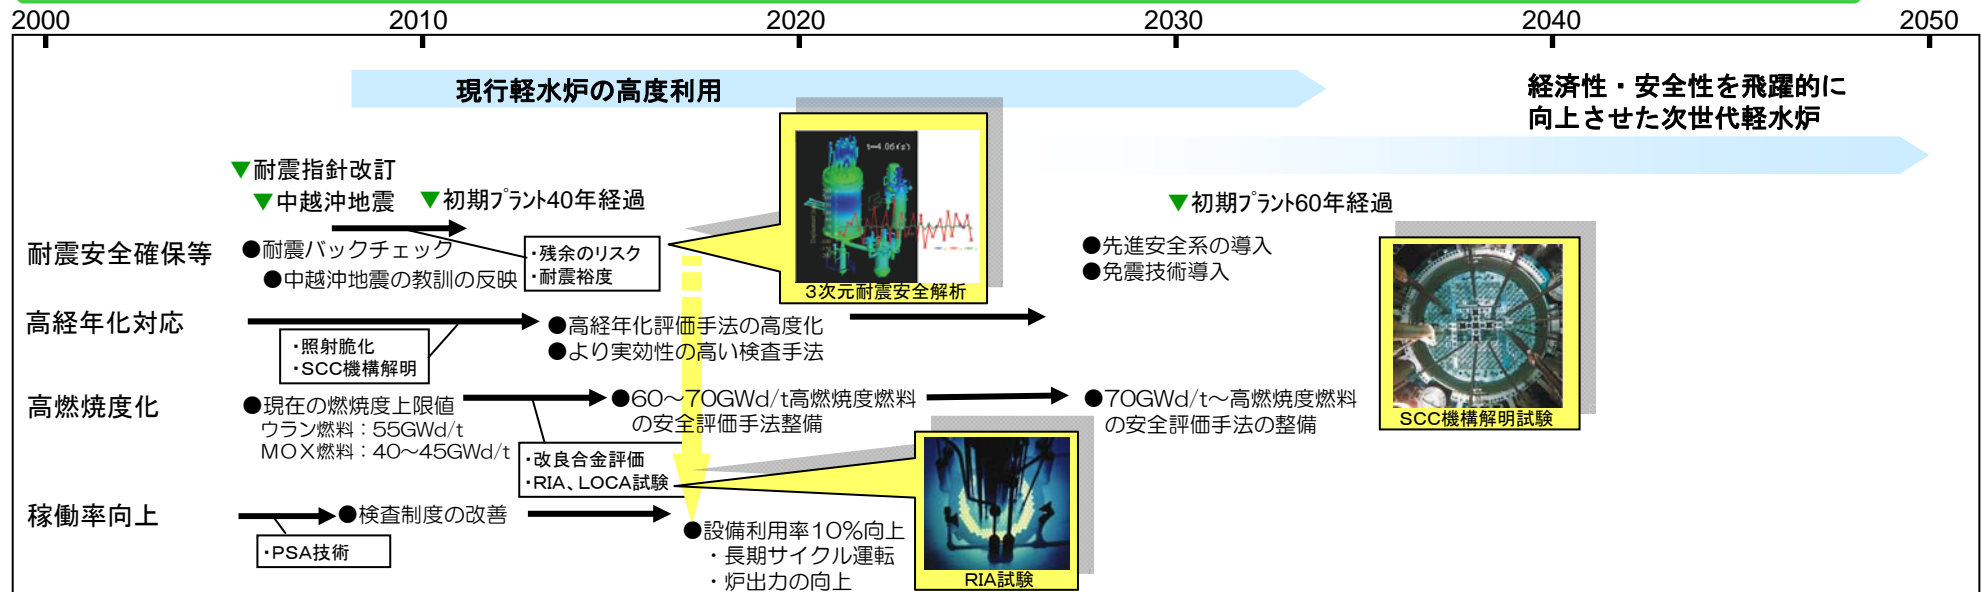 2000 2010 2020 2030 2040 2050
現行軽水炉の高度利用
経済性・安全性を飛躍的に
向上させた次世代軽水炉
▼耐震指針改訂
▼中越沖地震
▼初期プラント40年経過
▼初期プラント60年経過
耐震安全確保等
●耐震バックチェック
●中越沖地震の教訓の反映
・残余のリスク
・耐震裕度
t=4.06(s)
3次元耐震安全解析
●先進安全系の導入
●免震技術導入
高経年化対応
・照射脆化
・SCC機構解明
●高経年化評価手法の高度化
●より実効性の高い検査手法
SCC機構解明試験
高燃焼度化
●現在の燃焼度上限値
ウラン燃料：55GWd/t
MOX燃料：40～45GWd/t
・改良合金評価
・RIA、LOCA試験
●60～70GWd/t高燃焼度燃料
の安全評価手法整備
●70GWd/t～高燃焼度燃料
の安全評価手法の整備
RIA試験
稼働率向上
・PSA技術
●検査制度の改善
●設備利用率10%向上
・長期サイクル運転
・炉出力の向上